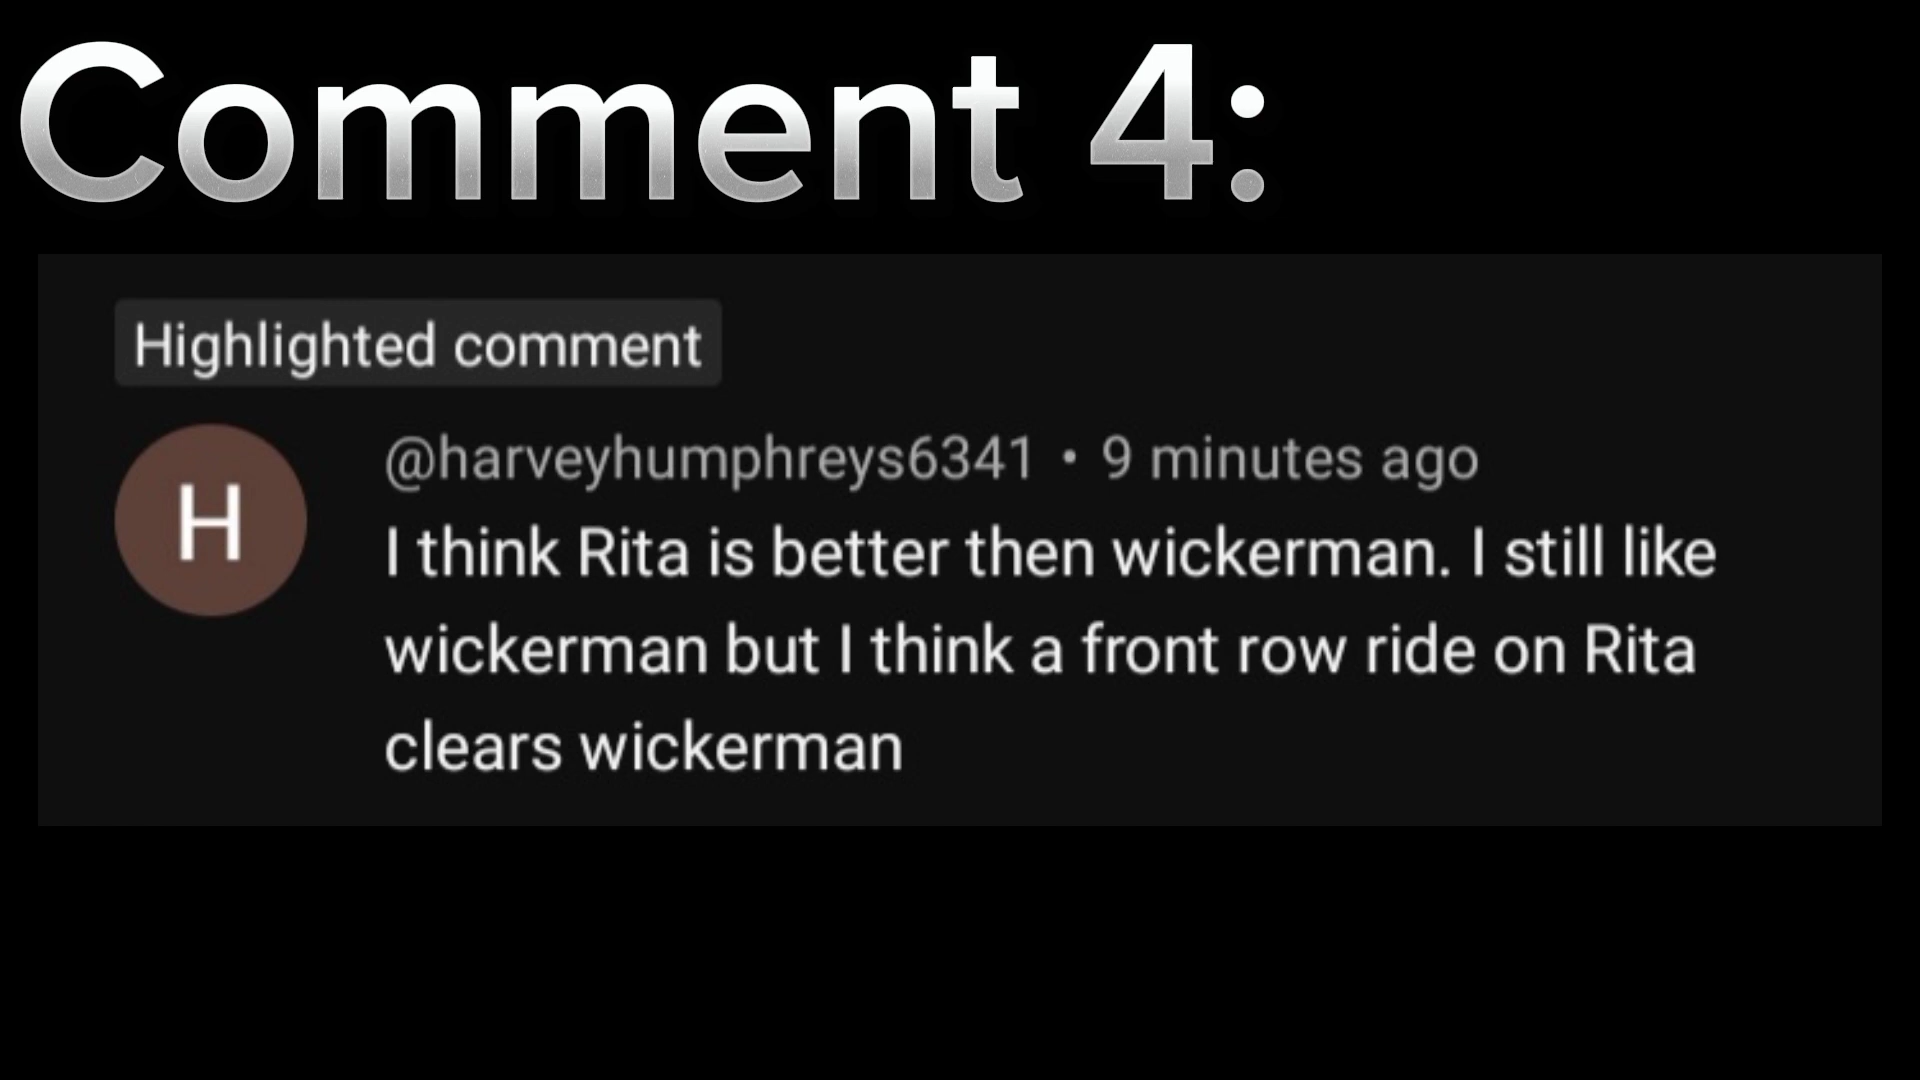 Comment 4:
Highlighted comment
H
@harveyhumphreys6341 • 9 minutes ago
I think Rita is better then wickerman. I still like
wickerman but I think a front row ride on Rita
clears wickerman